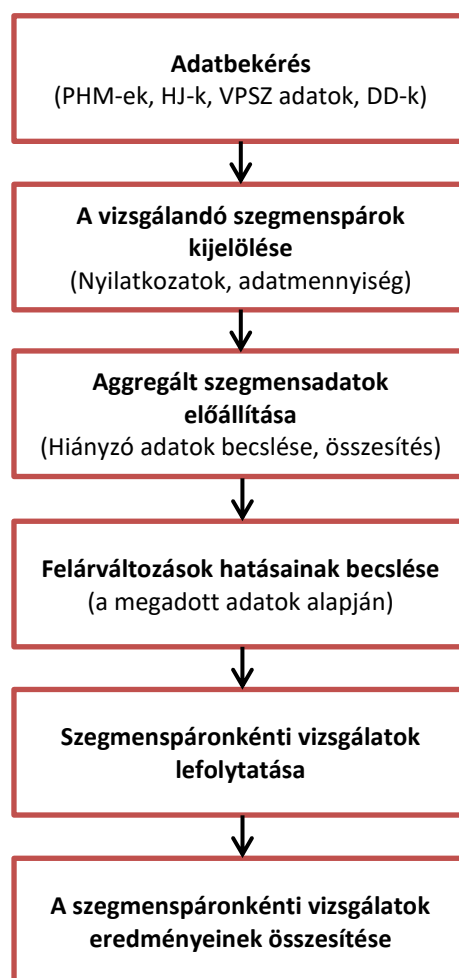 Adatbekérés
(PHM-ek, HJ-k, VPSZ adatok, DD-k)
A vizsgálandó szegmenspárok
kijelölése
(Nyilatkozatok, adatmennyiség)
Aggregált szegmensadatok
előállítása
(Hiányzó adatok becslése, összesítés)
Felárváltozások hatásainak becslése
(a megadott adatok alapján)
Szegmenspáronkénti vizsgálatok
lefolytatása
A szegmenspáronkénti vizsgálatok
eredményeinek összesítése